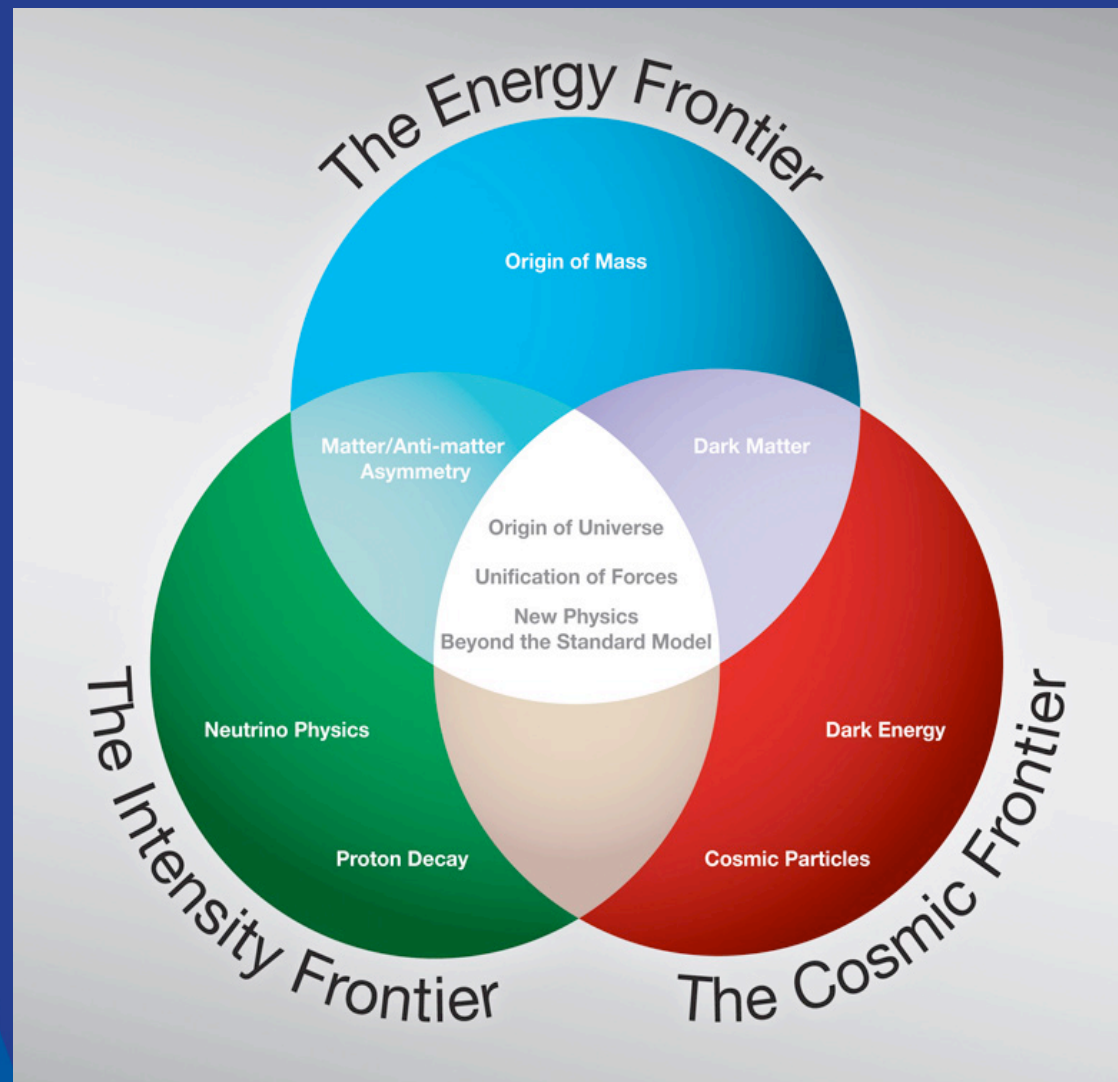 The Energy Frontier
Origin of Mass
Matter/Anti-matter
Asymmetry
Dark Matter
Origin of Universe
Unification of Forces
New Physics
Beyond the Standard Model
Neutrino Physics
Dark Energy
Proton Decay
Cosmic Particles
The Intensity Frontier
The Cosmic Frontier